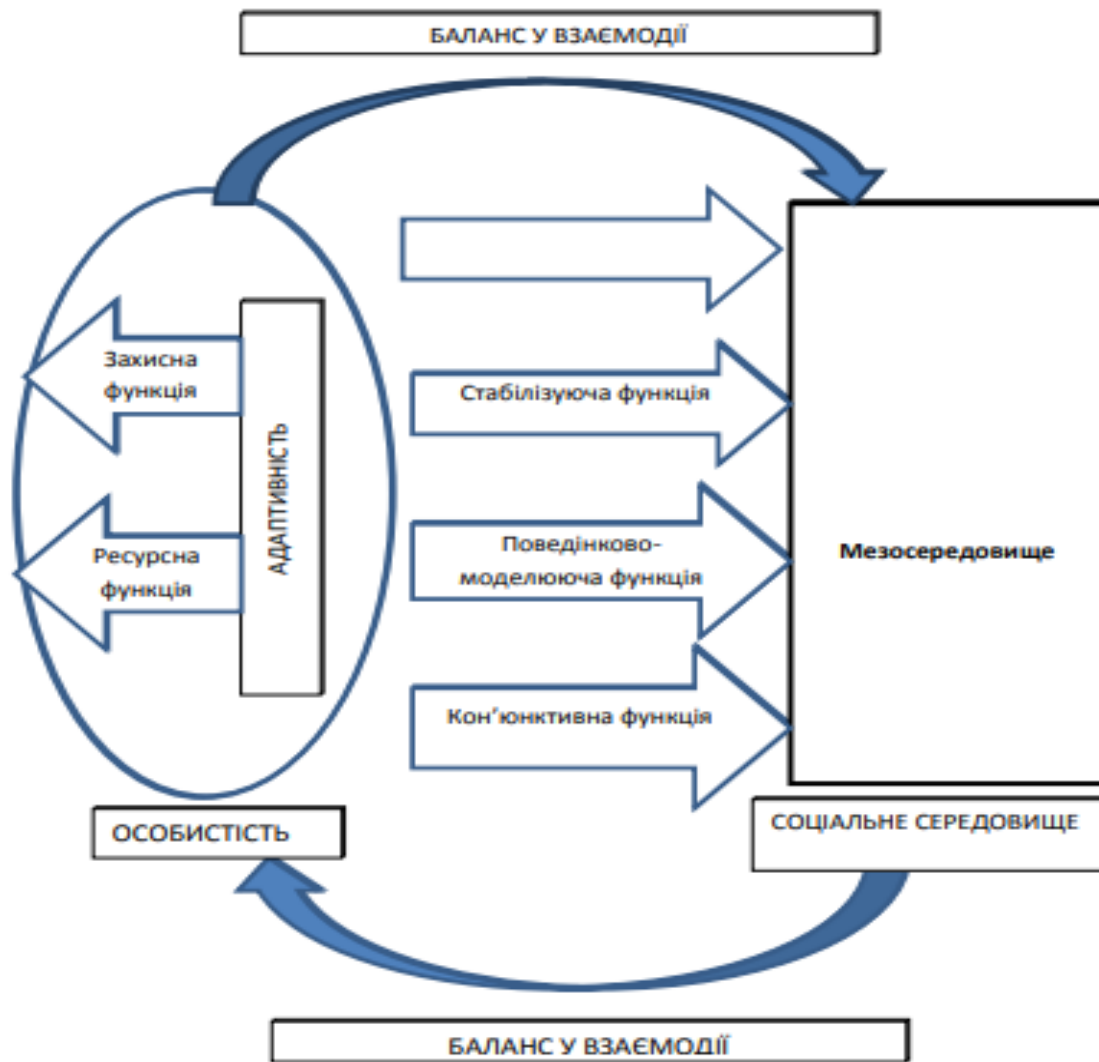 БАЛАНС У ВЗАЄМОДІЇ
Захисна
функція
Ресурсна
функція
АДАПТИВНІСТЬ
Стабілізуюча функція
Поведінково-
моделююча функція
Кон’юнктивна функція
Мезосередовище
ОСОБИСТІСТЬ
СОЦІАЛЬНЕ СЕРЕДОВИЩЕ
БАЛАНС У ВЗАЄМОДІЇ